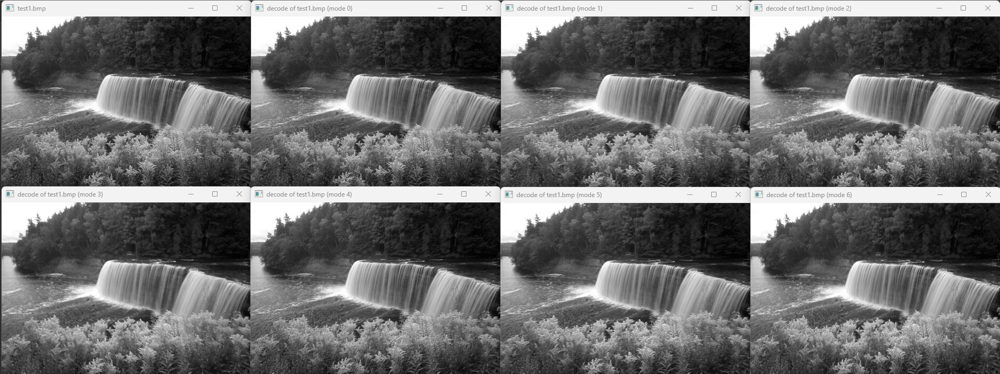 test1.bmp
decode of test1.bmp (mode 0)
decode of test1.bmp (mode 1)
decode of test1.bmp (mode 2)
decode of test1.bmp (mode 3)
decode of test1.bmp (mode 4)
decode of test1.bmp (mode 5)
decode of test1.bmp (mode 6)